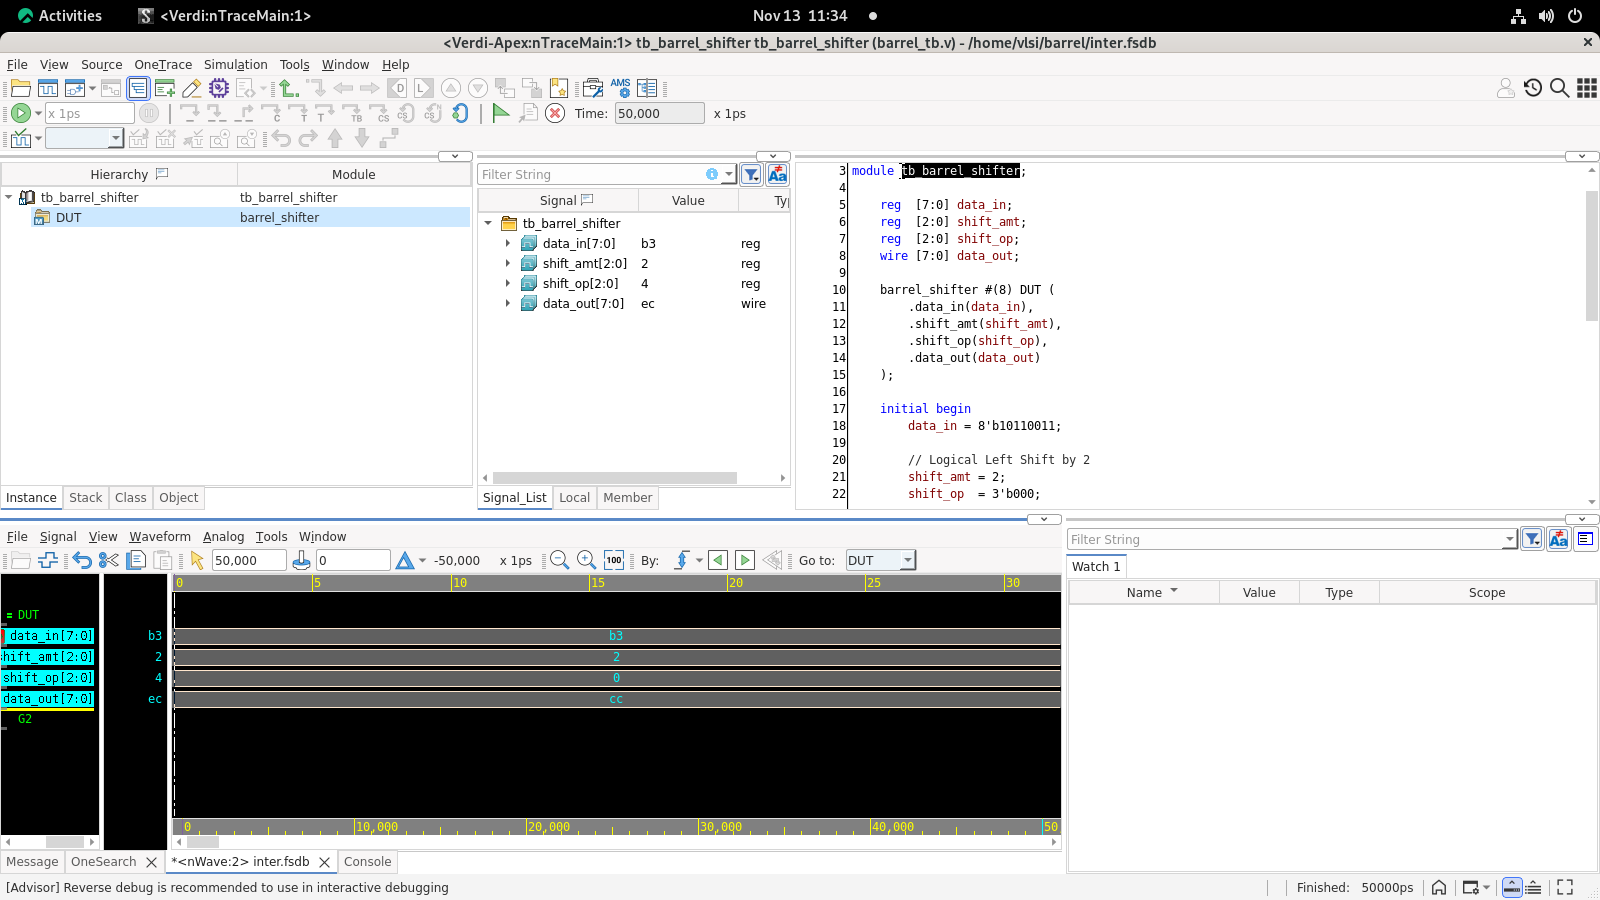 Activities
<Verdi:nTraceMain:1>
Nov 13 11:34
<Verdi-Apex:nTraceMain:1> tb_barrel_shifter tb_barrel_shifter (barrel_tb.v) - /home/vlsi/barrel/inter.fsdb
File View Source OneTrace Simulation Tools Window Help
AMS
x 1ps
C T TB CS CS CS
Time: 50,000 x 1ps
Hierarchy Module
tb_barrel_shifter tb_barrel_shifter
DUT barrel_shifter
Instance Stack Class Object
Filter String
Signal Value Ty
tb_barrel_shifter
data_in[7:0] b3 reg
shift_amt[2:0] 2 reg
shift_op[2:0] 4 reg
data_out[7:0] ec wire
Signal_List Local Member
3 module tb_barrel_shifter;
4
5 reg [7:0] data_in;
6 reg [2:0] shift_amt;
7 reg [2:0] shift_op;
8 wire [7:0] data_out;
9
10 barrel_shifter #(8) DUT (
11 .data_in(data_in),
12 .shift_amt(shift_amt),
13 .shift_op(shift_op),
14 .data_out(data_out)
15 );
16
17 initial begin
18 data_in = 8'b10110011;
19
20 // Logical Left Shift by 2
21 shift_amt = 2;
22 shift_op = 3'b000;
File Signal View Waveform Analog Tools Window
50,000 0 -50,000 x 1ps 100 By: Go to: DUT
0 5 10 15 20 25 30
= DUT
data_in[7:0] b3 b3
hift_amt[2:0] 2 2
shift_op[2:0] 4 0
data_out[7:0] ec cc
G2
0 10,000 20,000 30,000 40,000 50
Message OneSearch *<nWave:2> inter.fsdb Console
Filter String
Watch 1
Name Value Type Scope
[Advisor] Reverse debug is recommended to use in interactive debugging
Finished: 50000ps